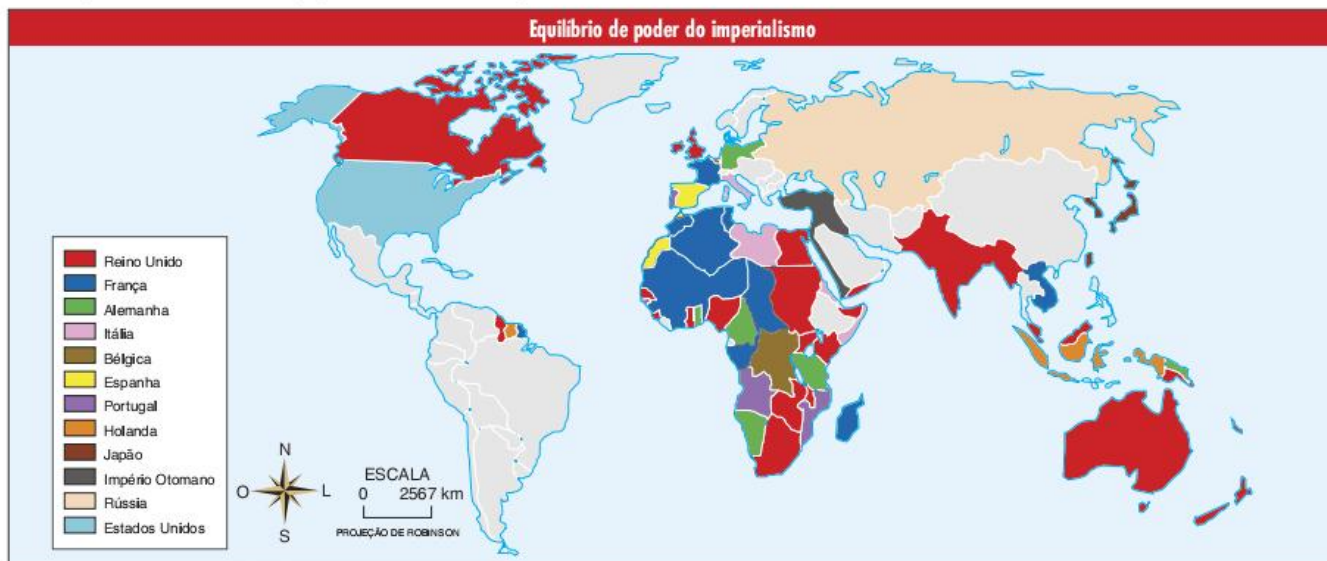 Equilíbrio de poder do imperialismo
Reino Unido
França
Alemanha
Itália
Bélgica
Espanha
Portugal
Holanda
Japão
Império Otomano
Rússia
Estados Unidos
N
O
L
S
ESCALA
0 2567 km
PROJEÇÃO DE ROBINSON